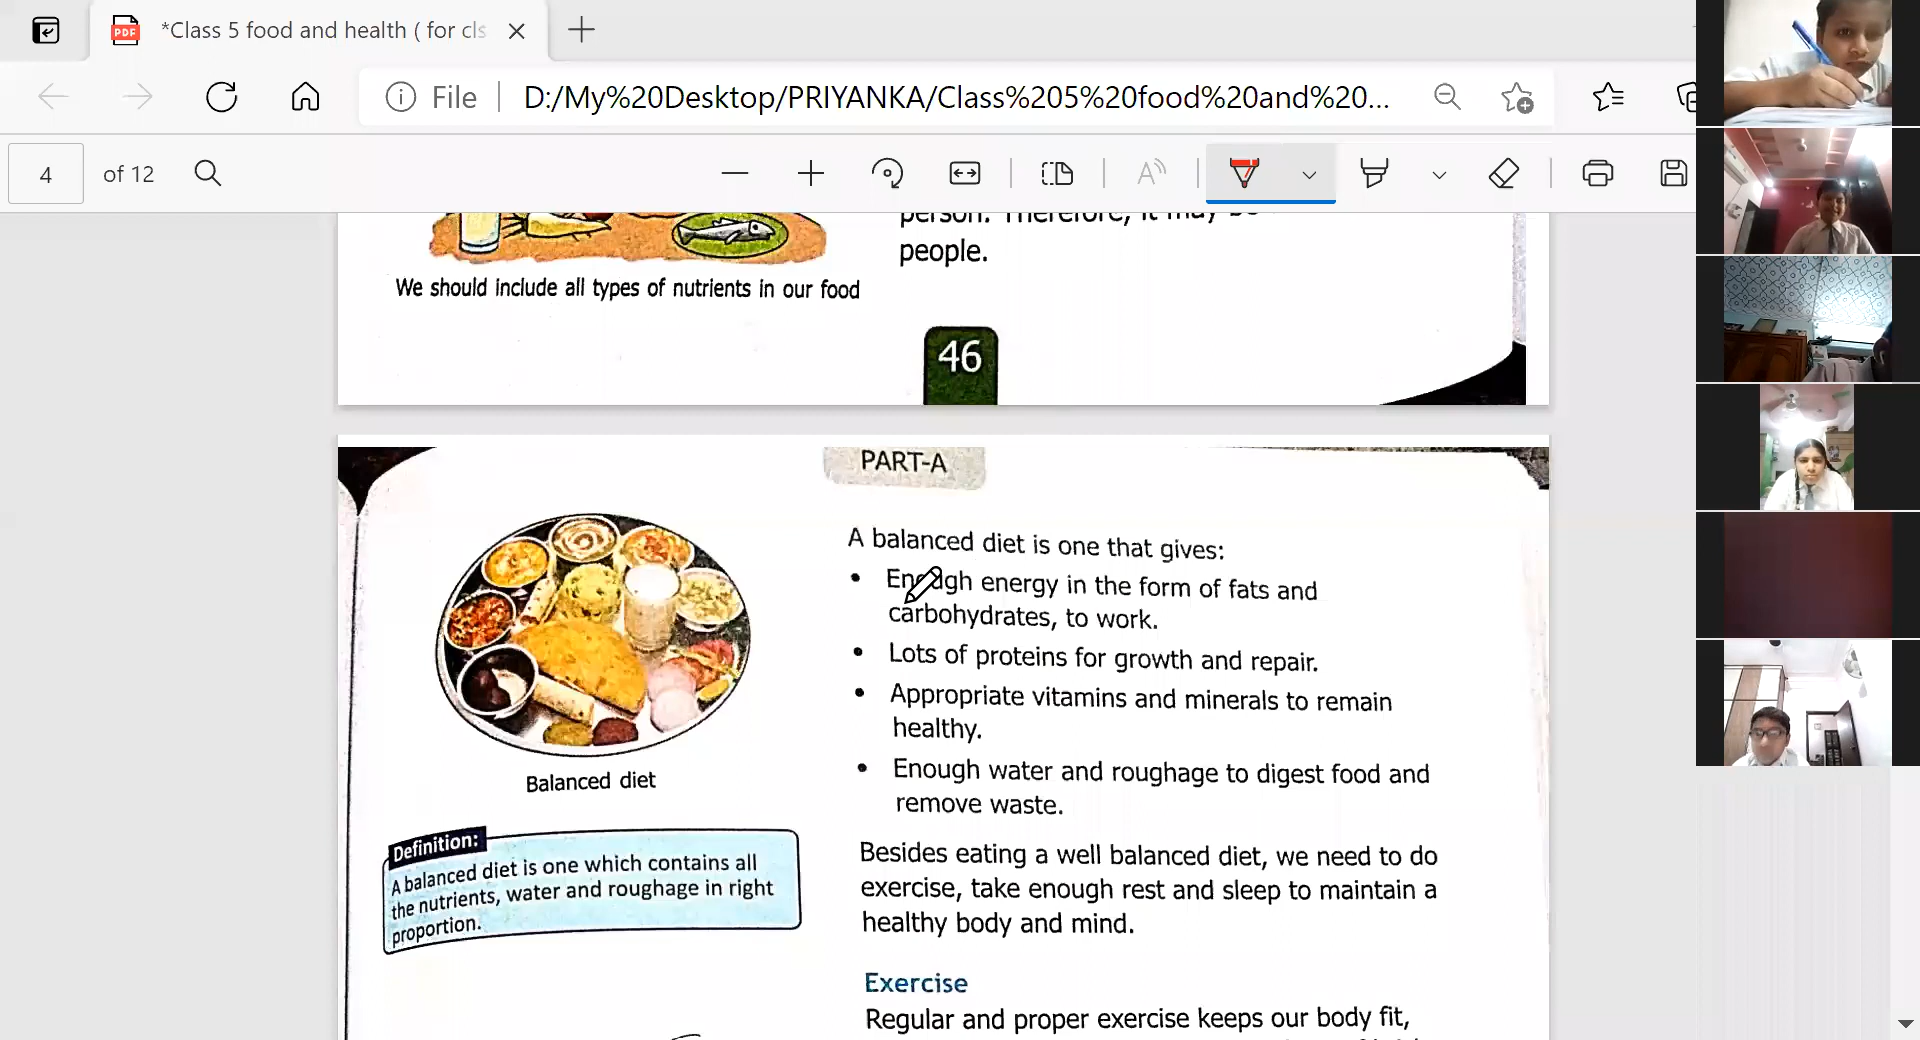 *Class 5 food and health ( for cls
File
D:/My%20Desktop/PRIYANKA/Class%205%20food%20and%20...
4 of 12
person. Therefore, it may be
people.
We should include all types of nutrients in our food
46
PART-A
A balanced diet is one that gives:
• Enough energy in the form of fats and
carbohydrates, to work.
• Lots of proteins for growth and repair.
• Appropriate vitamins and minerals to remain
healthy.
• Enough water and roughage to digest food and
remove waste.
Balanced diet
Definition:
A balanced diet is one which contains all
the nutrients, water and roughage in right
proportion.
Besides eating a well balanced diet, we need to do
exercise, take enough rest and sleep to maintain a
healthy body and mind.
Exercise
Regular and proper exercise keeps our body fit,